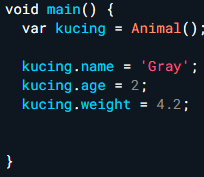 void main() {
  var kucing = Animal();

  kucing.name = 'Gray';
  kucing.age = 2;
  kucing.weight = 4.2;

}